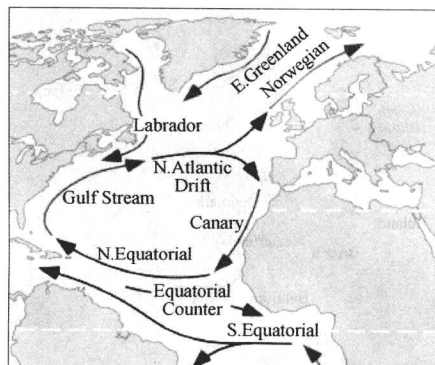 E.Greenland
Norwegian
Labrador
N.Atlantic
Drift
Gulf Stream
Canary
N.Equatorial
Equatorial
Counter
S.Equatorial